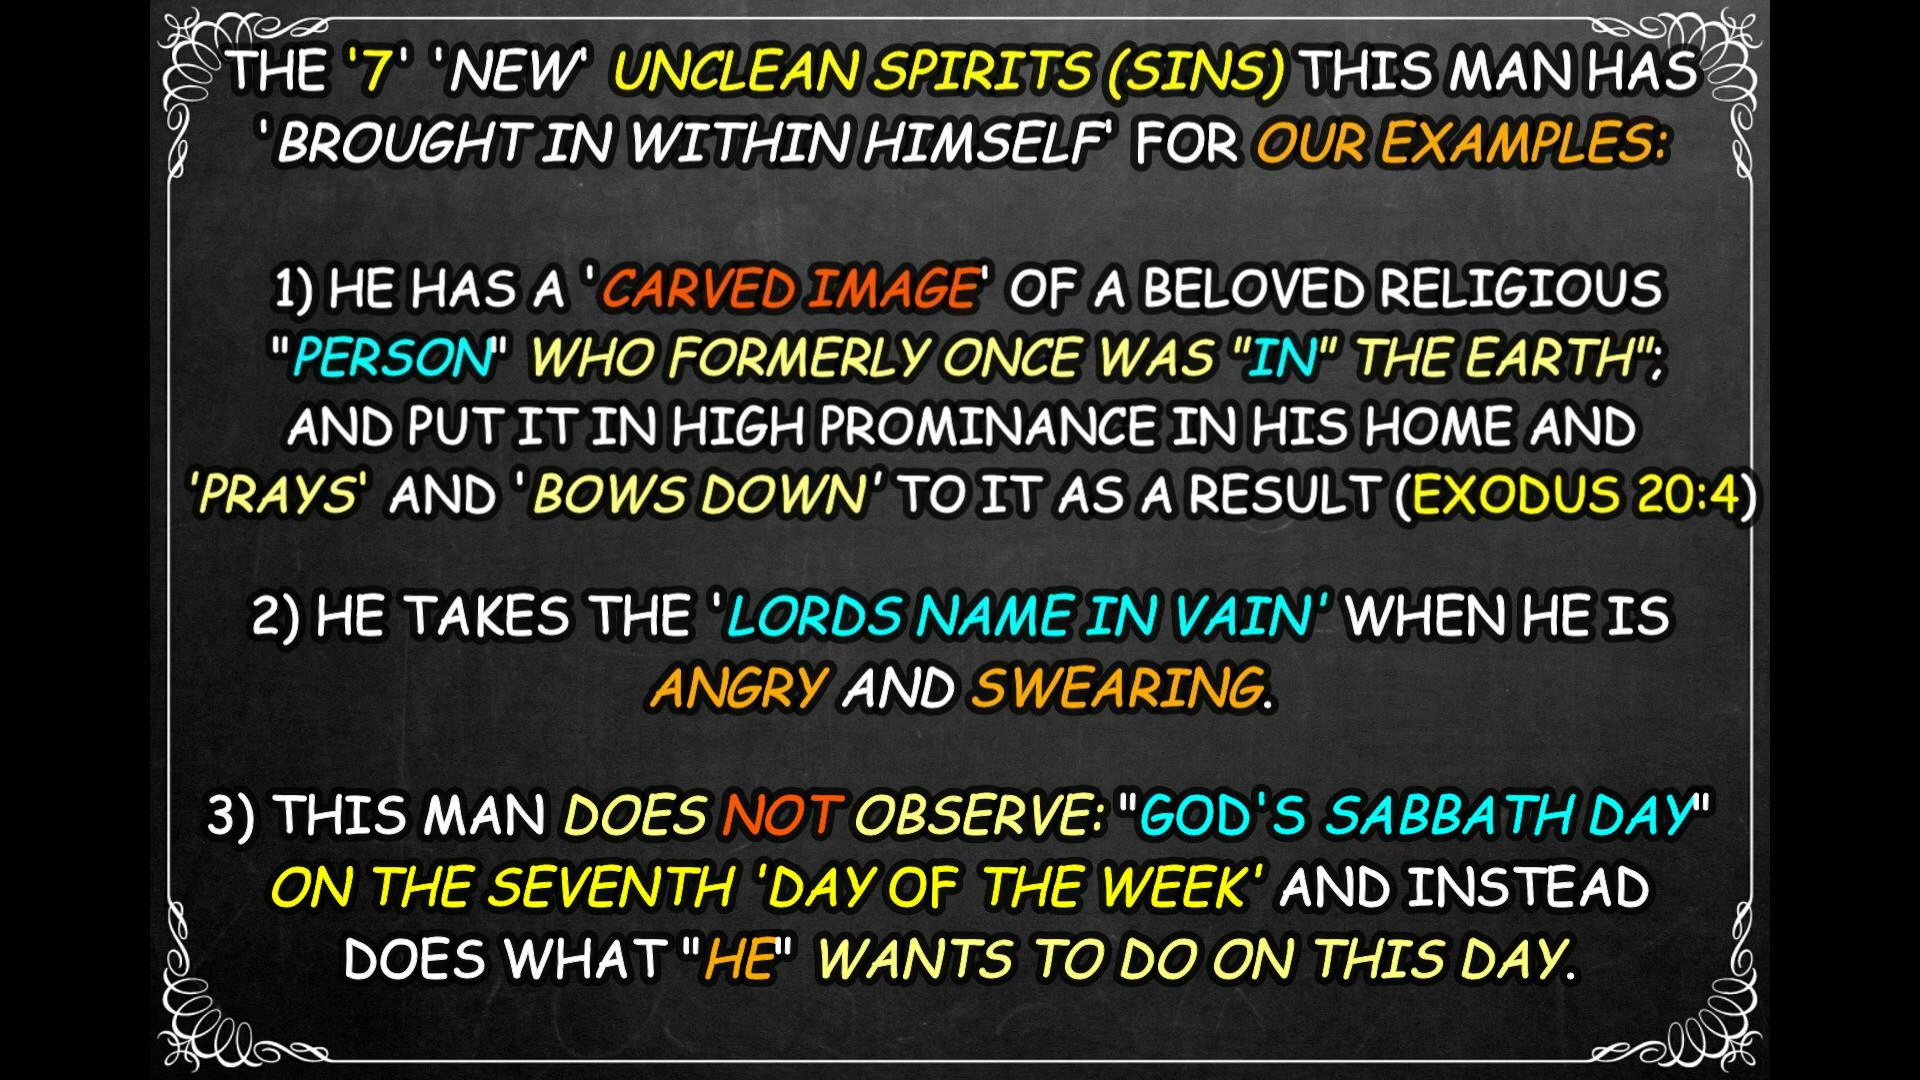 THE '7' 'NEW' UNCLEAN SPIRITS (SINS) THIS MAN HAS
'BROUGHT IN WITHIN HIMSELF' FOR OUR EXAMPLES:
1) HE HAS A 'CARVED IMAGE' OF A BELOVED RELIGIOUS
"PERSON" WHO FORMERLY ONCE WAS "IN" THE EARTH";
AND PUT IT IN HIGH PROMINANCE IN HIS HOME AND
'PRAYS' AND 'BOWS DOWN' TO IT AS A RESULT (EXODUS 20:4)
2) HE TAKES THE 'LORDS NAME IN VAIN' WHEN HE IS
ANGRY AND SWEARING.
3) THIS MAN DOES NOT OBSERVE: "GOD'S SABBATH DAY"
ON THE SEVENTH 'DAY OF THE WEEK' AND INSTEAD
DOES WHAT "HE" WANTS TO DO ON THIS DAY.